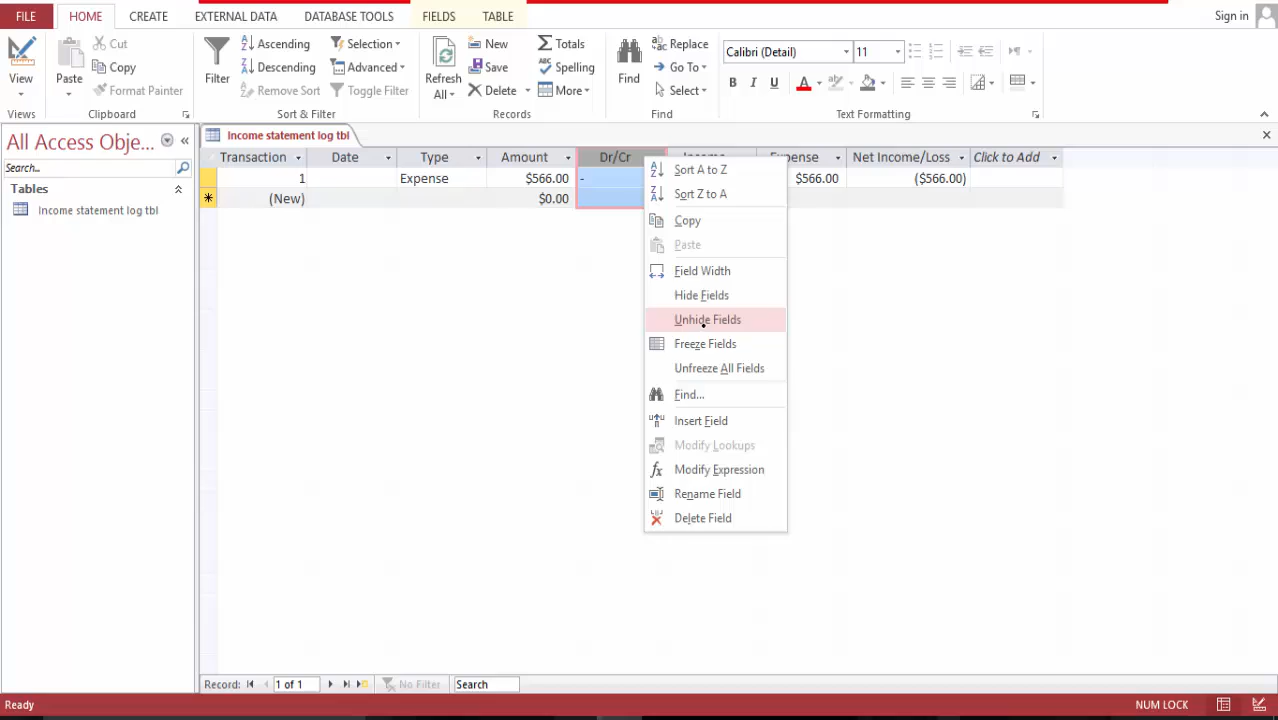 FILE HOME CREATE EXTERNAL DATA DATABASE TOOLS FIELDS TABLE Sign in
View
Views
Paste
Cut
Copy
Format Painter
Clipboard
Filter
Ascending
Descending
Remove Sort
Selection
Advanced
Toggle Filter
Sort & Filter
Refresh All
New
Save
Delete
Totals
Spelling
More
Records
Find
Replace
Go To
Select
Find
Calibri (Detail) 11
B I U A
Text Formatting
All Access Obje...
Search...
Tables
Income statement log tbl
Income statement log tbl
Transaction Date Type Amount Dr/Cr Expense Net Income/Loss Click to Add
1 Expense $566.00 - $566.00 ($566.00)
(New) $0.00
Sort A to Z
Sort Z to A
Copy
Paste
Field Width
Hide Fields
Unhide Fields
Freeze Fields
Unfreeze All Fields
Find...
Insert Field
Modify Lookups
fx Modify Expression
Rename Field
Delete Field
Record: 1 of 1 No Filter Search
Ready NUM LOCK